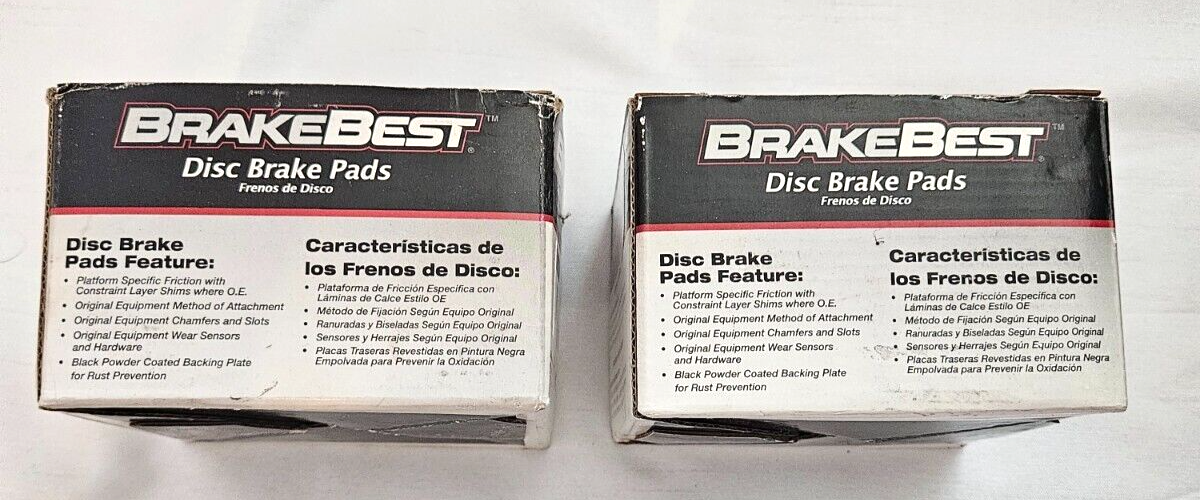 BRAKEBEST™
Disc Brake Pads
Frenos de Disco
Disc Brake
Pads Feature:
• Platform Specific Friction with
Constraint Layer Shims where O.E.
• Original Equipment Method of Attachment
• Original Equipment Chamfers and Slots
• Original Equipment Wear Sensors
and Hardware
• Black Powder Coated Backing Plate
for Rust Prevention
Características de
los Frenos de Disco:
• Plataforma de Fricción Específica con
Láminas de Calce Estilo OE
• Método de Fijación Según Equipo Original
• Ranuradas y Biseladas Según Equipo Original
• Sensores y Herrajes Según Equipo Original
• Placas Traseras Revestidas en Pintura Negra
Empolvada para Prevenir la Oxidación
BRAKEBEST™
Disc Brake Pads
Frenos de Disco
Disc Brake
Pads Feature:
• Platform Specific Friction with
Constraint Layer Shims where O.E.
• Original Equipment Method of Attachment
• Original Equipment Chamfers and Slots
• Original Equipment Wear Sensors
and Hardware
• Black Powder Coated Backing Plate
for Rust Prevention
Características de
los Frenos de Disco:
• Plataforma de Fricción Específica con
Láminas de Calce Estilo OE
• Método de Fijación Según Equipo Original
• Ranuradas y Biseladas Según Equipo Original
• Sensores y Herrajes Según Equipo Original
• Placas Traseras Revestidas en Pintura Negra
Empolvada para Prevenir la Oxidación